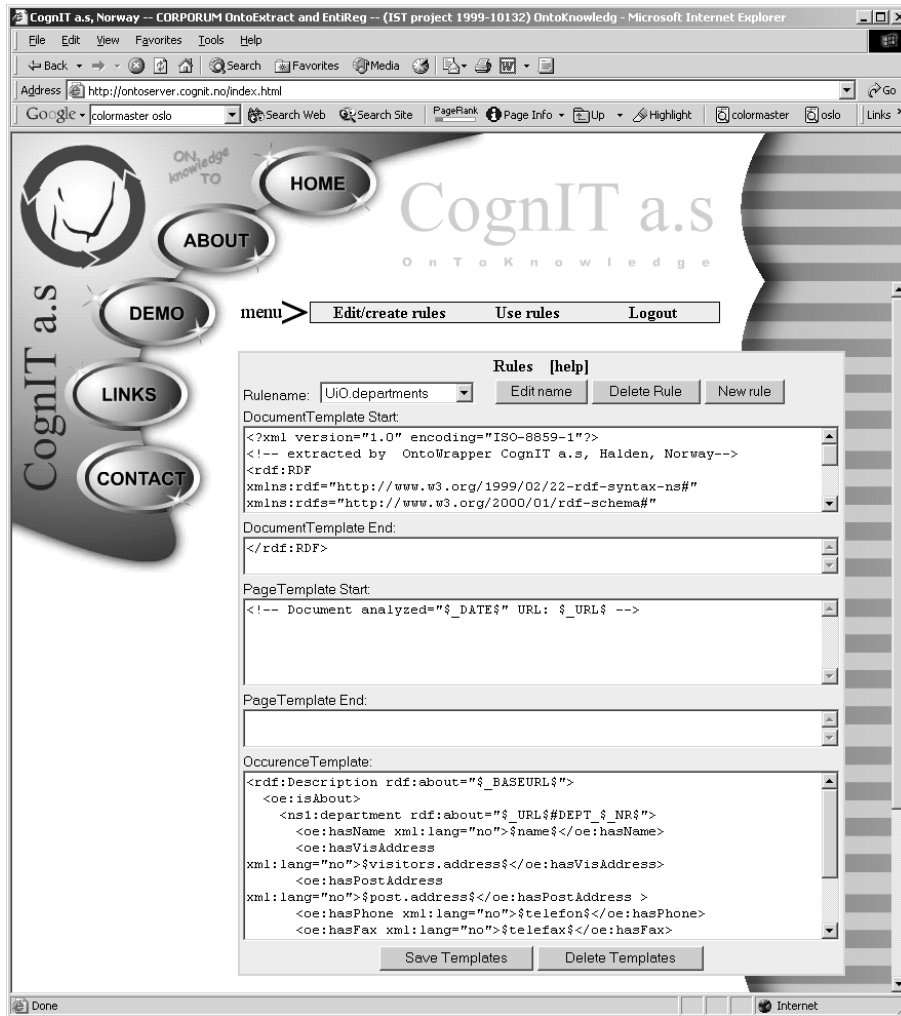 CognIT a.s, Norway -- CORPORUM OntoExtract and EntiReg -- (IST project 1999-10132) OntoKnowledg - Microsoft Internet Explorer
File Edit View Favorites Tools Help
Back Search Favorites Media
Address http://ontoserver.cognit.no/index.html Go
Google colormaster oslo Search Web Search Site PageRank Page Info Up Highlight colormaster oslo Links
ON knowledge TO
HOME
ABOUT
DEMO
LINKS
CONTACT
CognIT a.s
CognIT a.s
OnToKnowledge
menu> Edit/create rules Use rules Logout
Rules [help]
Rulename: UiO.departments Edit name Delete Rule New rule
DocumentTemplate Start:
<?xml version="1.0" encoding="ISO-8859-1"?>
<!-- extracted by  OntoWrapper CognIT a.s, Halden, Norway-->
<rdf:RDF
xmlns:rdf="http://www.w3.org/1999/02/22-rdf-syntax-ns#"
xmlns:rdfs="http://www.w3.org/2000/01/rdf-schema#"
DocumentTemplate End:
</rdf:RDF>
PageTemplate Start:
<!-- Document analyzed="$_DATE$" URL: $_URL$ -->
PageTemplate End:
OccurenceTemplate:
<rdf:Description rdf:about="$_BASEURL$">
<oe:isAbout>
<ns1:department rdf:about="$_URL$#DEPT_$_NR$">
<oe:hasName xml:lang="no">$name$</oe:hasName>
<oe:hasVisAddress
xml:lang="no">$visitors.address$</oe:hasVisAddress>
<oe:hasPostAddress
xml:lang="no">$post.address$</oe:hasPostAddress >
<oe:hasPhone xml:lang="no">$telefon$</oe:hasPhone>
<oe:hasFax xml:lang="no">$telefax$</oe:hasFax>
Save Templates Delete Templates
Done Internet